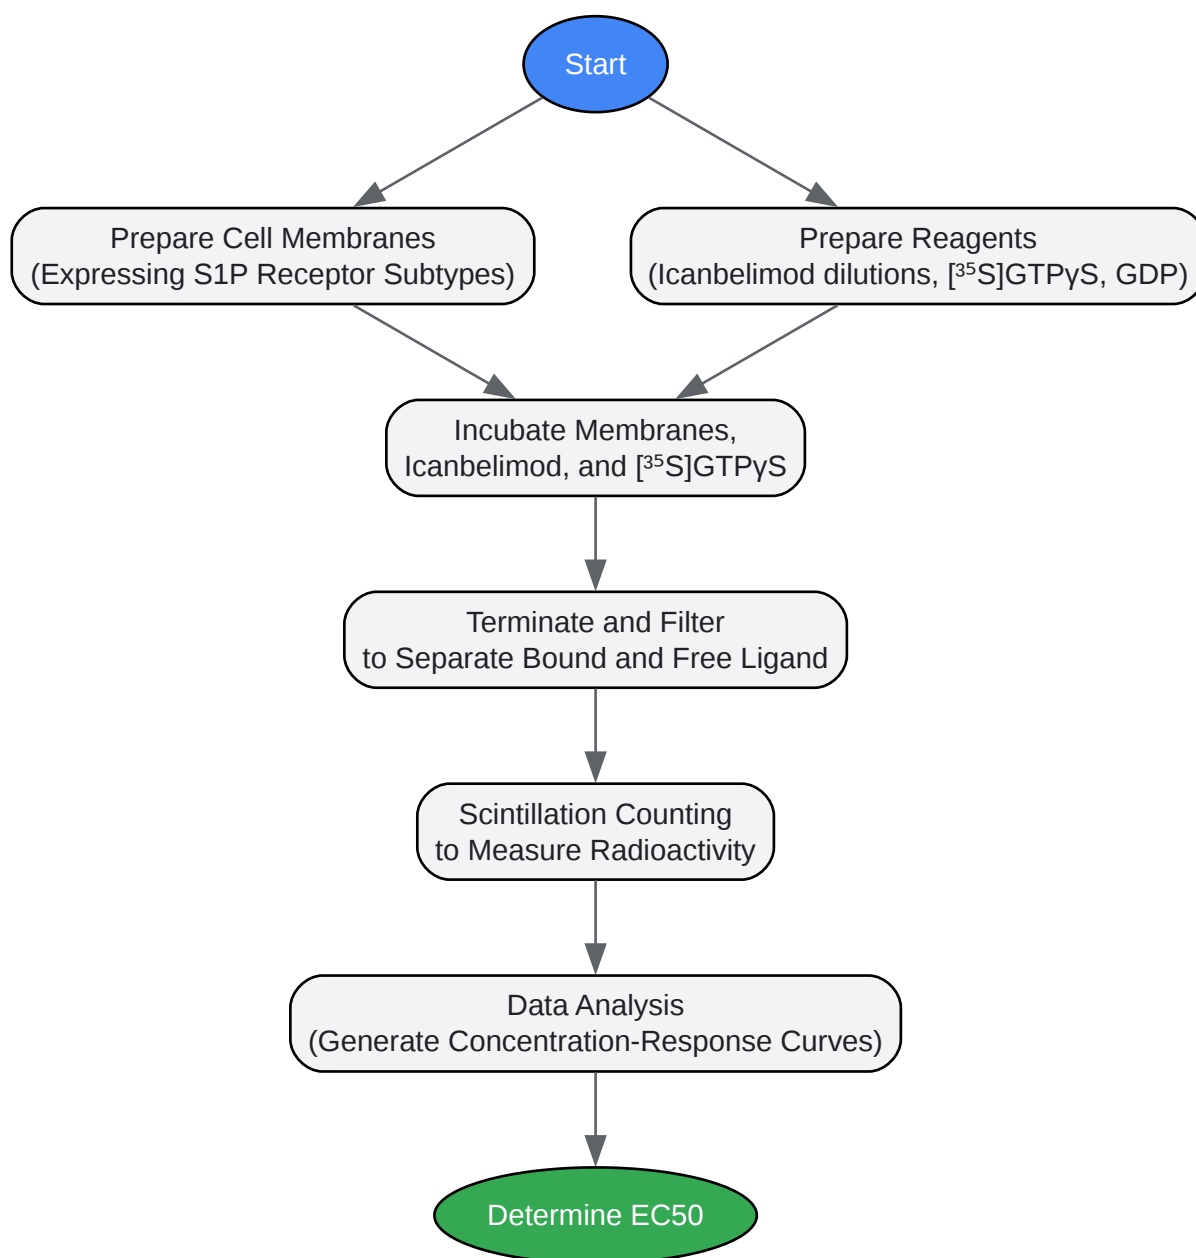 Start
Prepare Cell Membranes
(Expressing S1P Receptor Subtypes)
Prepare Reagents
(Icanbelimod dilutions, [³⁵S]GTPγS, GDP)
Incubate Membranes,
Icanbelimod, and [³⁵S]GTPγS
Terminate and Filter
to Separate Bound and Free Ligand
Scintillation Counting
to Measure Radioactivity
Data Analysis
(Generate Concentration-Response Curves)
Determine EC50